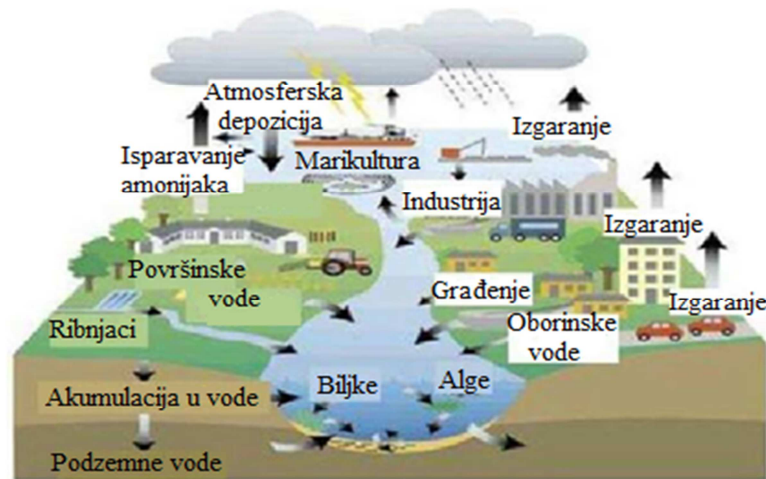 Atmosferska
depozicija
Izgaranje
Isparavanje
amonijaka
Marikultura
Industrija
Izgaranje
Površinske
vode
Građenje
Izgaranje
Ribnjaci
Oborinske
vode
Biljke
Alge
Akumulacija u vode
Podzemne vode